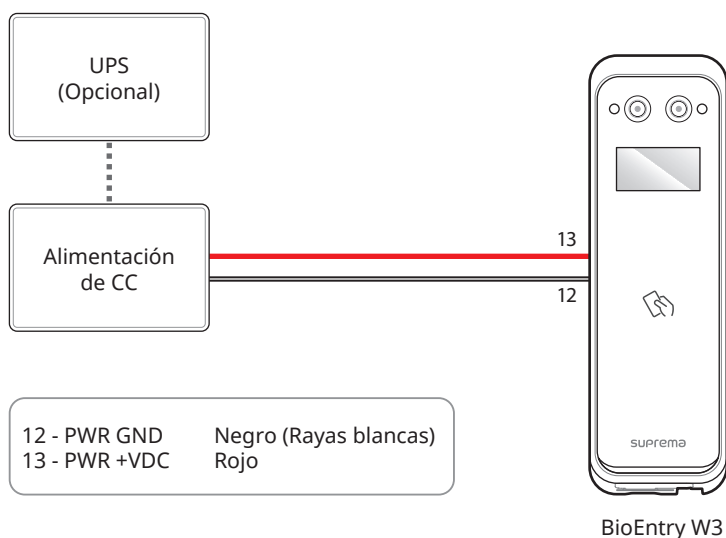 UPS
(Opcional)
Alimentación
de CC
13
12
12 - PWR GND Negro (Rayas blancas)
13 - PWR +VDC Rojo
suprema
BioEntry W3